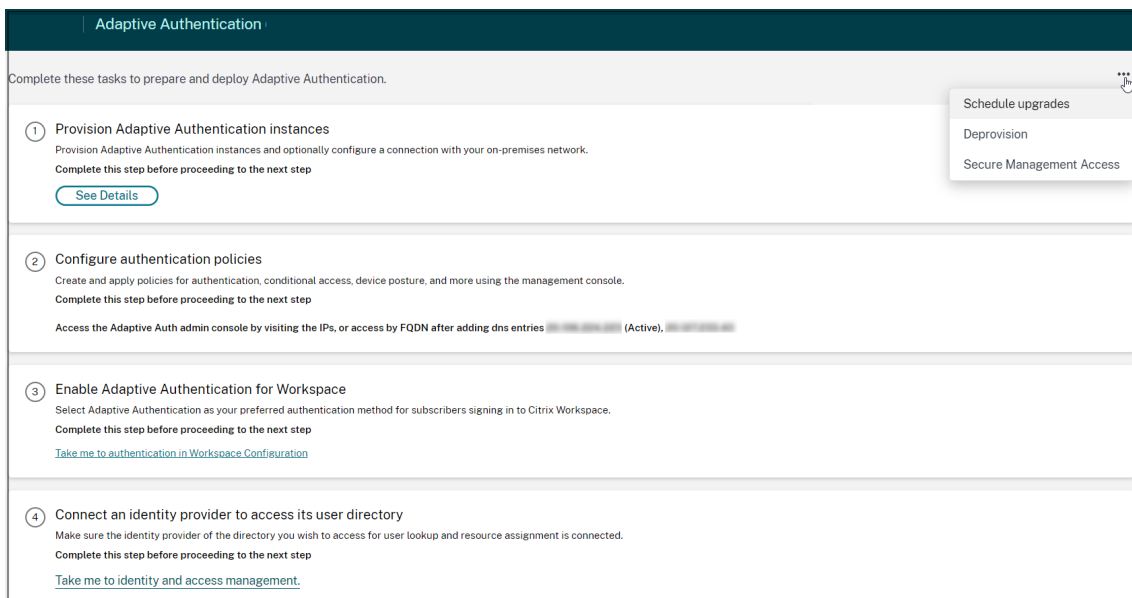 Adaptive Authentication
Complete these tasks to prepare and deploy Adaptive Authentication.
Schedule upgrades
Deprovision
Secure Management Access
1 Provision Adaptive Authentication instances
Provision Adaptive Authentication instances and optionally configure a connection with your on-premises network.
Complete this step before proceeding to the next step
See Details
2 Configure authentication policies
Create and apply policies for authentication, conditional access, device posture, and more using the management console.
Complete this step before proceeding to the next step
Access the Adaptive Auth admin console by visiting the IPs, or access by FQDN after adding dns entries (Active),
3 Enable Adaptive Authentication for Workspace
Select Adaptive Authentication as your preferred authentication method for subscribers signing in to Citrix Workspace.
Complete this step before proceeding to the next step
Take me to authentication in Workspace Configuration
4 Connect an identity provider to access its user directory
Make sure the identity provider of the directory you wish to access for user lookup and resource assignment is connected.
Complete this step before proceeding to the next step
Take me to identity and access management.